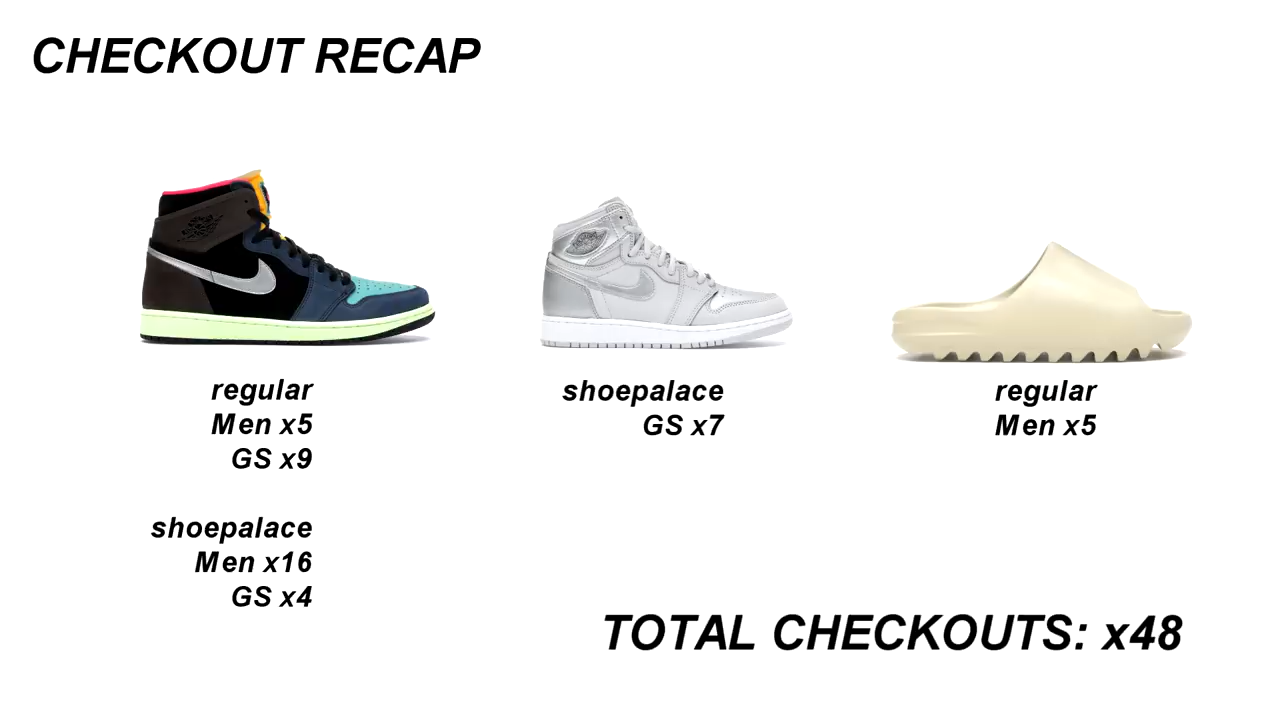 CHECKOUT RECAP
regular
Men x5
GS x9
shoepalace
Men x16
GS x4
shoepalace
GS x7
regular
Men x5
TOTAL CHECKOUTS: x48